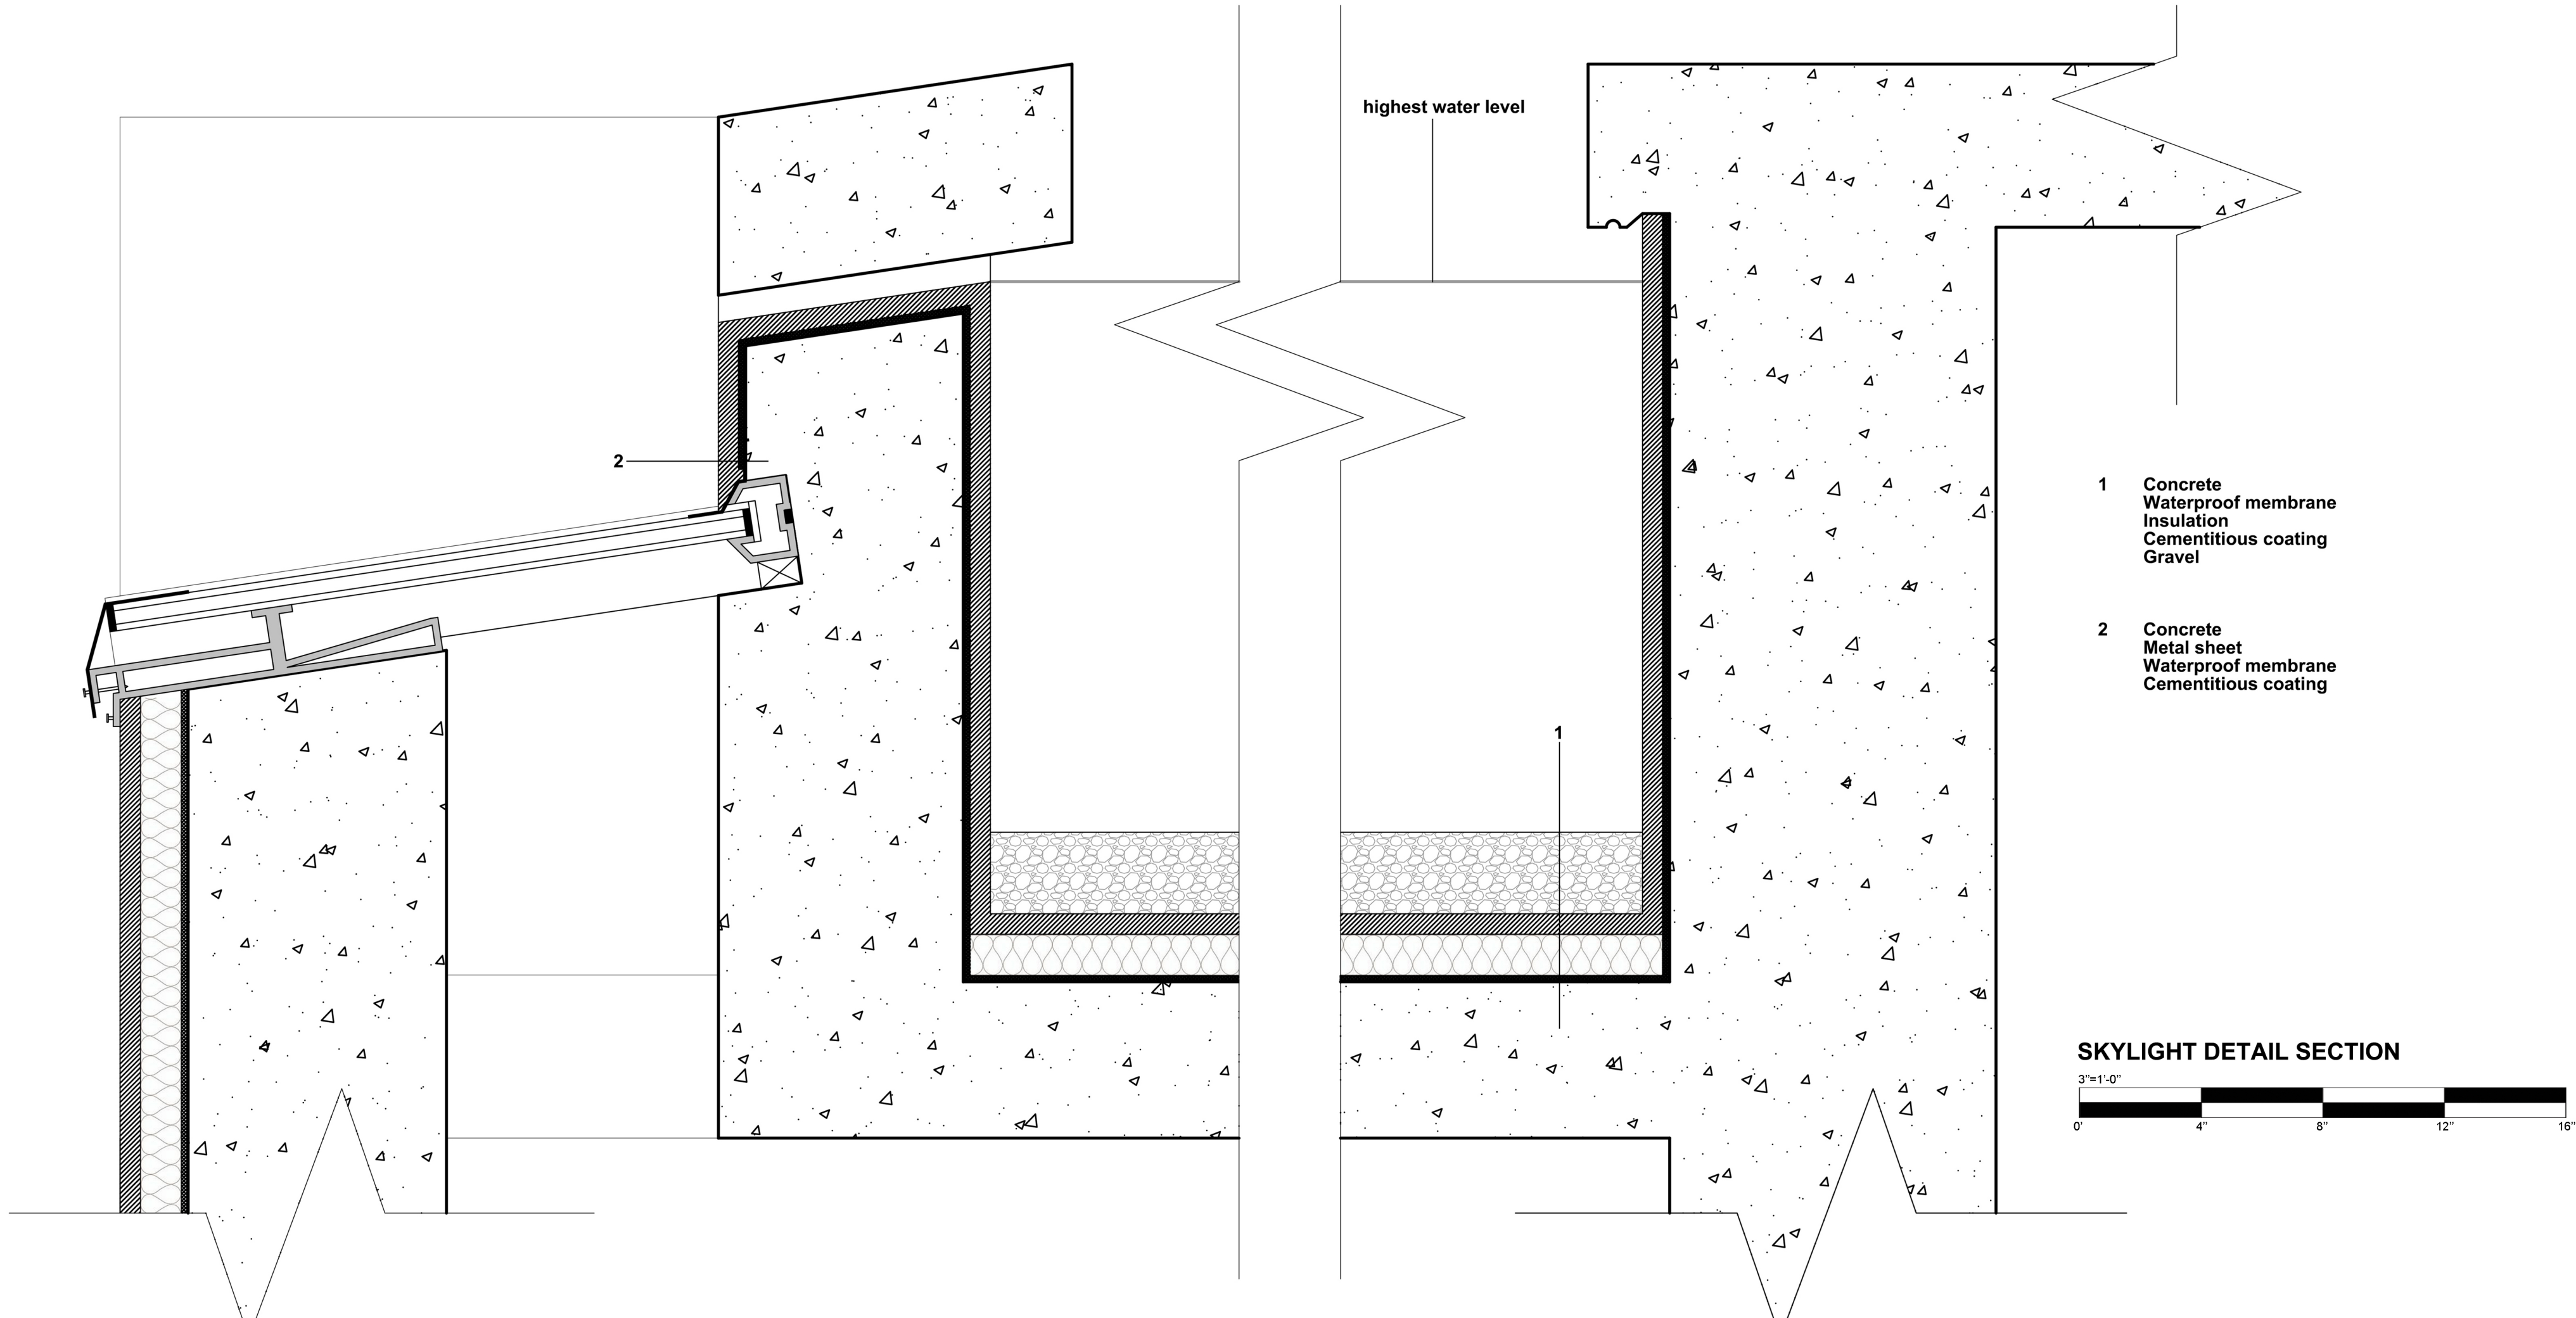 highest water level
2
1
1 Concrete
Waterproof membrane
Insulation
Cementitious coating
Gravel
2 Concrete
Metal sheet
Waterproof membrane
Cementitious coating
SKYLIGHT DETAIL SECTION
3"=1'-0"
0' 4" 8" 12" 16"